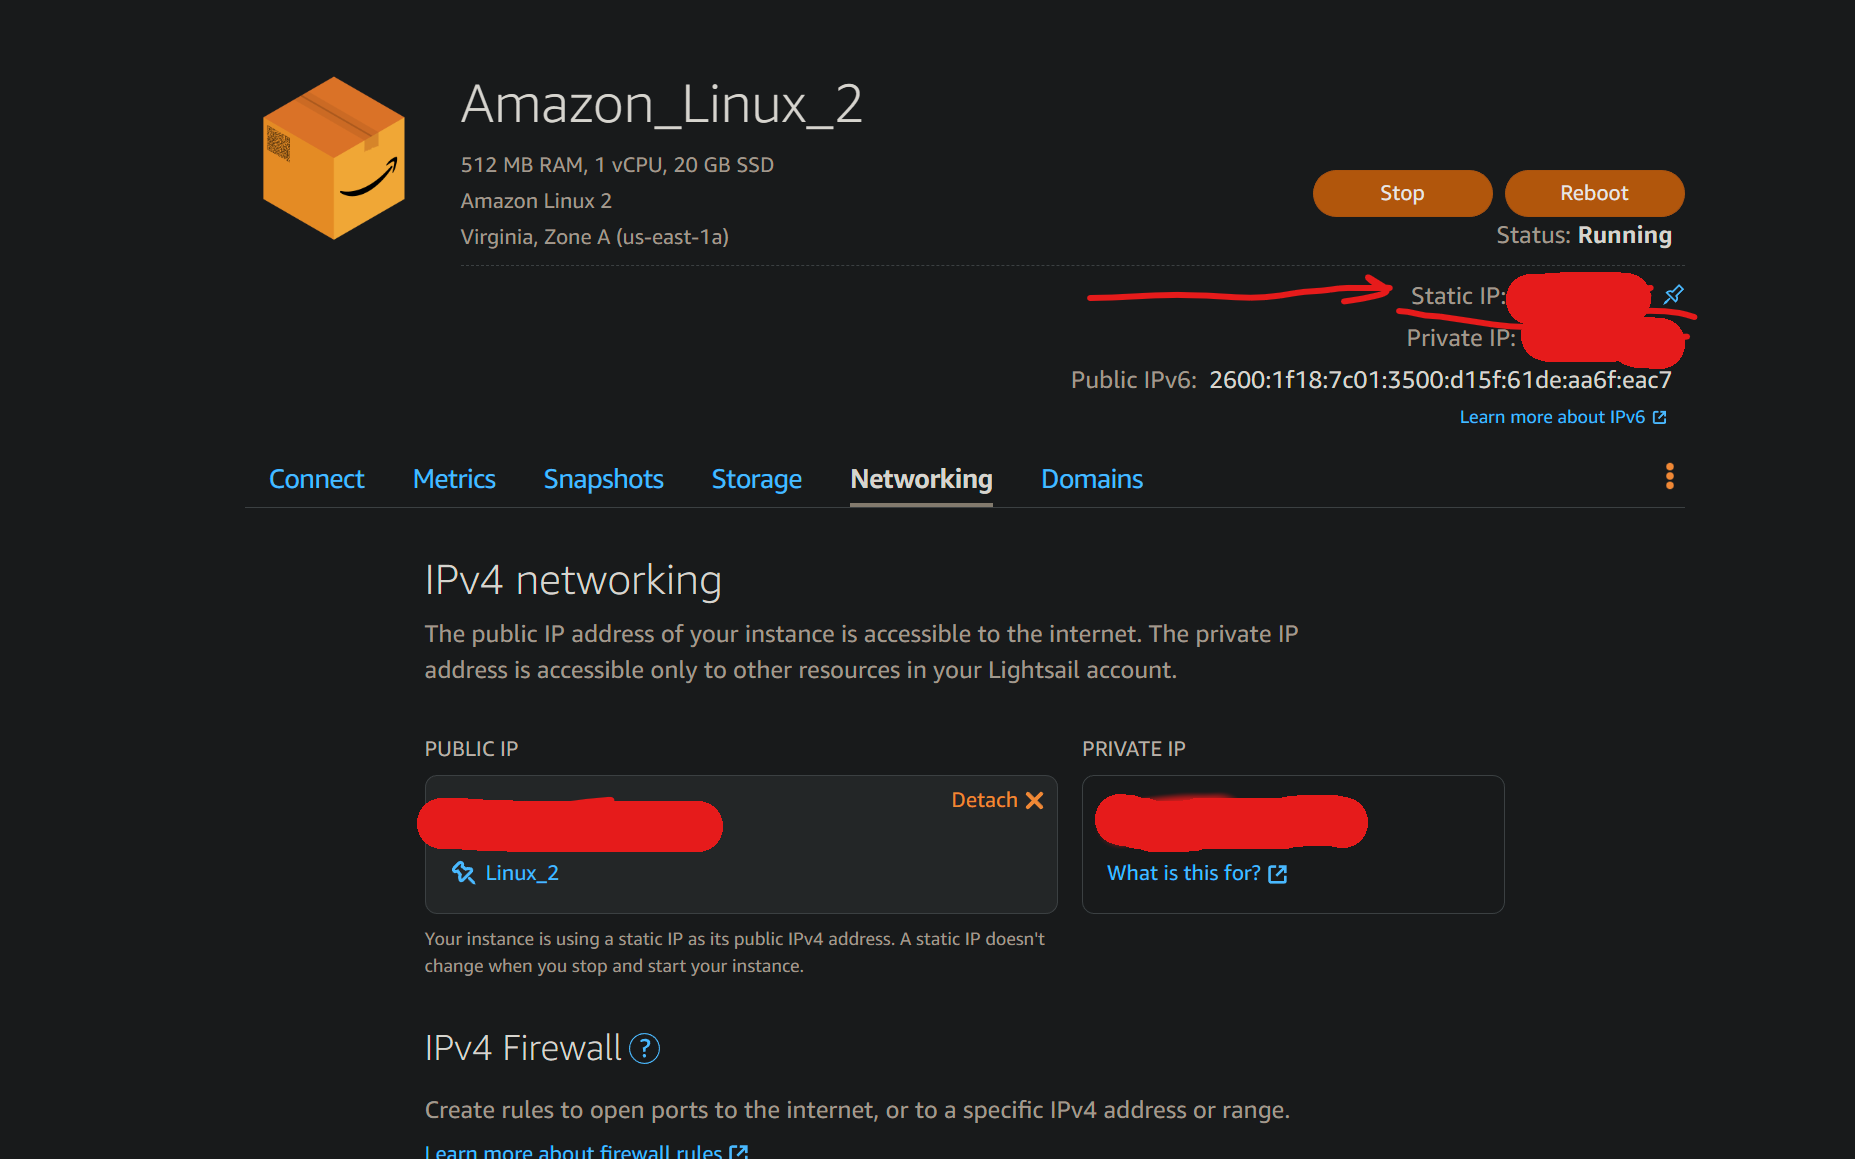 Amazon_Linux_2
512 MB RAM, 1 vCPU, 20 GB SSD
Amazon Linux 2
Virginia, Zone A (us-east-1a)
Stop
Reboot
Status: Running
Static IP:
Private IP:
Public IPv6: 2600:1f18:7c01:3500:d15f:61de:aa6f:eac7
Learn more about IPv6
Connect Metrics Snapshots Storage Networking Domains
IPv4 networking
The public IP address of your instance is accessible to the internet. The private IP
address is accessible only to other resources in your Lightsail account.
PUBLIC IP
Detach
Linux_2
Your instance is using a static IP as its public IPv4 address. A static IP doesn't
change when you stop and start your instance.
PRIVATE IP
What is this for?
IPv4 Firewall ?
Create rules to open ports to the internet, or to a specific IPv4 address or range.
Learn more about firewall rules